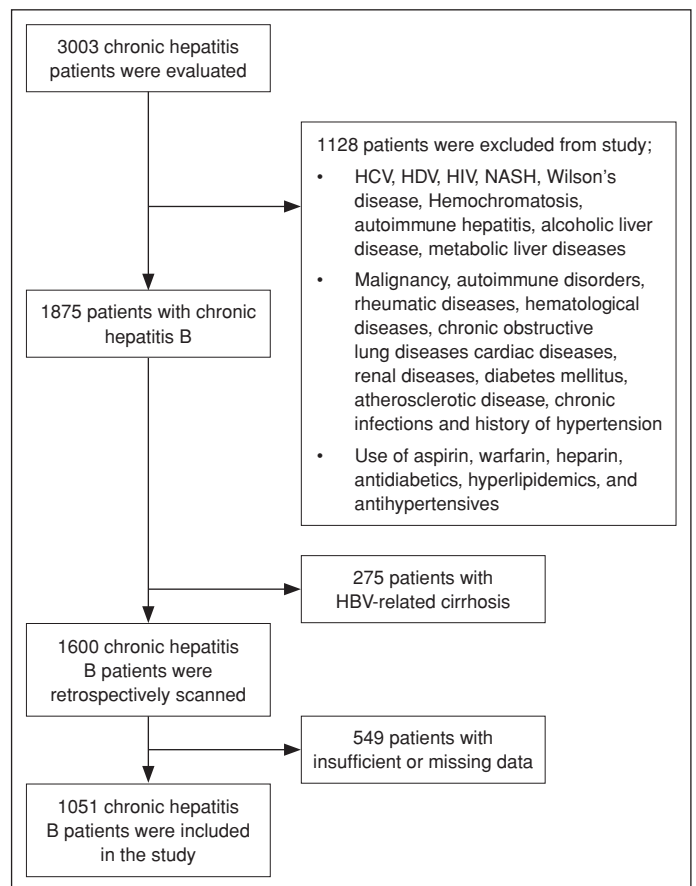 3003 chronic hepatitis
patients were evaluated
1128 patients were excluded from study;
• HCV, HDV, HIV, NASH, Wilson's
disease, Hemochromatosis,
autoimmune hepatitis, alcoholic liver
disease, metabolic liver diseases
• Malignancy, autoimmune disorders,
rheumatic diseases, hematological
diseases, chronic obstructive
lung diseases cardiac diseases,
renal diseases, diabetes mellitus,
atherosclerotic disease, chronic
infections and history of hypertension
• Use of aspirin, warfarin, heparin,
antidiabetics, hyperlipidemics, and
antihypertensives
1875 patients with chronic
hepatitis B
275 patients with
HBV-related cirrhosis
1600 chronic hepatitis
B patients were
retrospectively scanned
549 patients with
insufficient or missing data
1051 chronic hepatitis
B patients were included
in the study